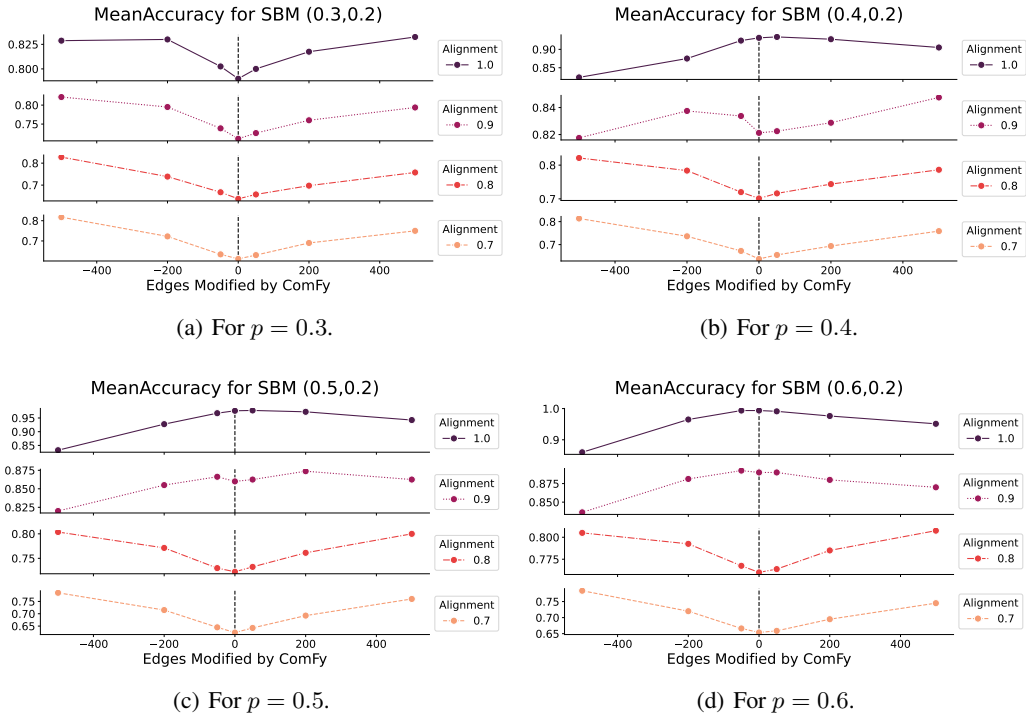 MeanAccuracy for SBM (0.3,0.2)
0.825
0.800
Alignment
1.0
0.80
0.75
Alignment
0.9
0.8
0.7
Alignment
0.8
0.8
0.7
Alignment
0.7
−400 −200 0 200 400
Edges Modified by ComFy
(a) For p = 0.3.
MeanAccuracy for SBM (0.4,0.2)
0.90
0.85
Alignment
1.0
0.84
0.82
Alignment
0.9
0.8
0.7
Alignment
0.8
0.8
0.7
Alignment
0.7
−400 −200 0 200 400
Edges Modified by ComFy
(b) For p = 0.4.
MeanAccuracy for SBM (0.5,0.2)
0.95
0.90
0.85
Alignment
1.0
0.875
0.850
0.825
Alignment
0.9
0.80
0.75
Alignment
0.8
0.75
0.70
0.65
Alignment
0.7
−400 −200 0 200 400
Edges Modified by ComFy
(c) For p = 0.5.
MeanAccuracy for SBM (0.6,0.2)
1.0
0.9
Alignment
1.0
0.875
0.850
Alignment
0.9
0.800
0.775
Alignment
0.8
0.75
0.70
0.65
Alignment
0.7
−400 −200 0 200 400
Edges Modified by ComFy
(d) For p = 0.6.